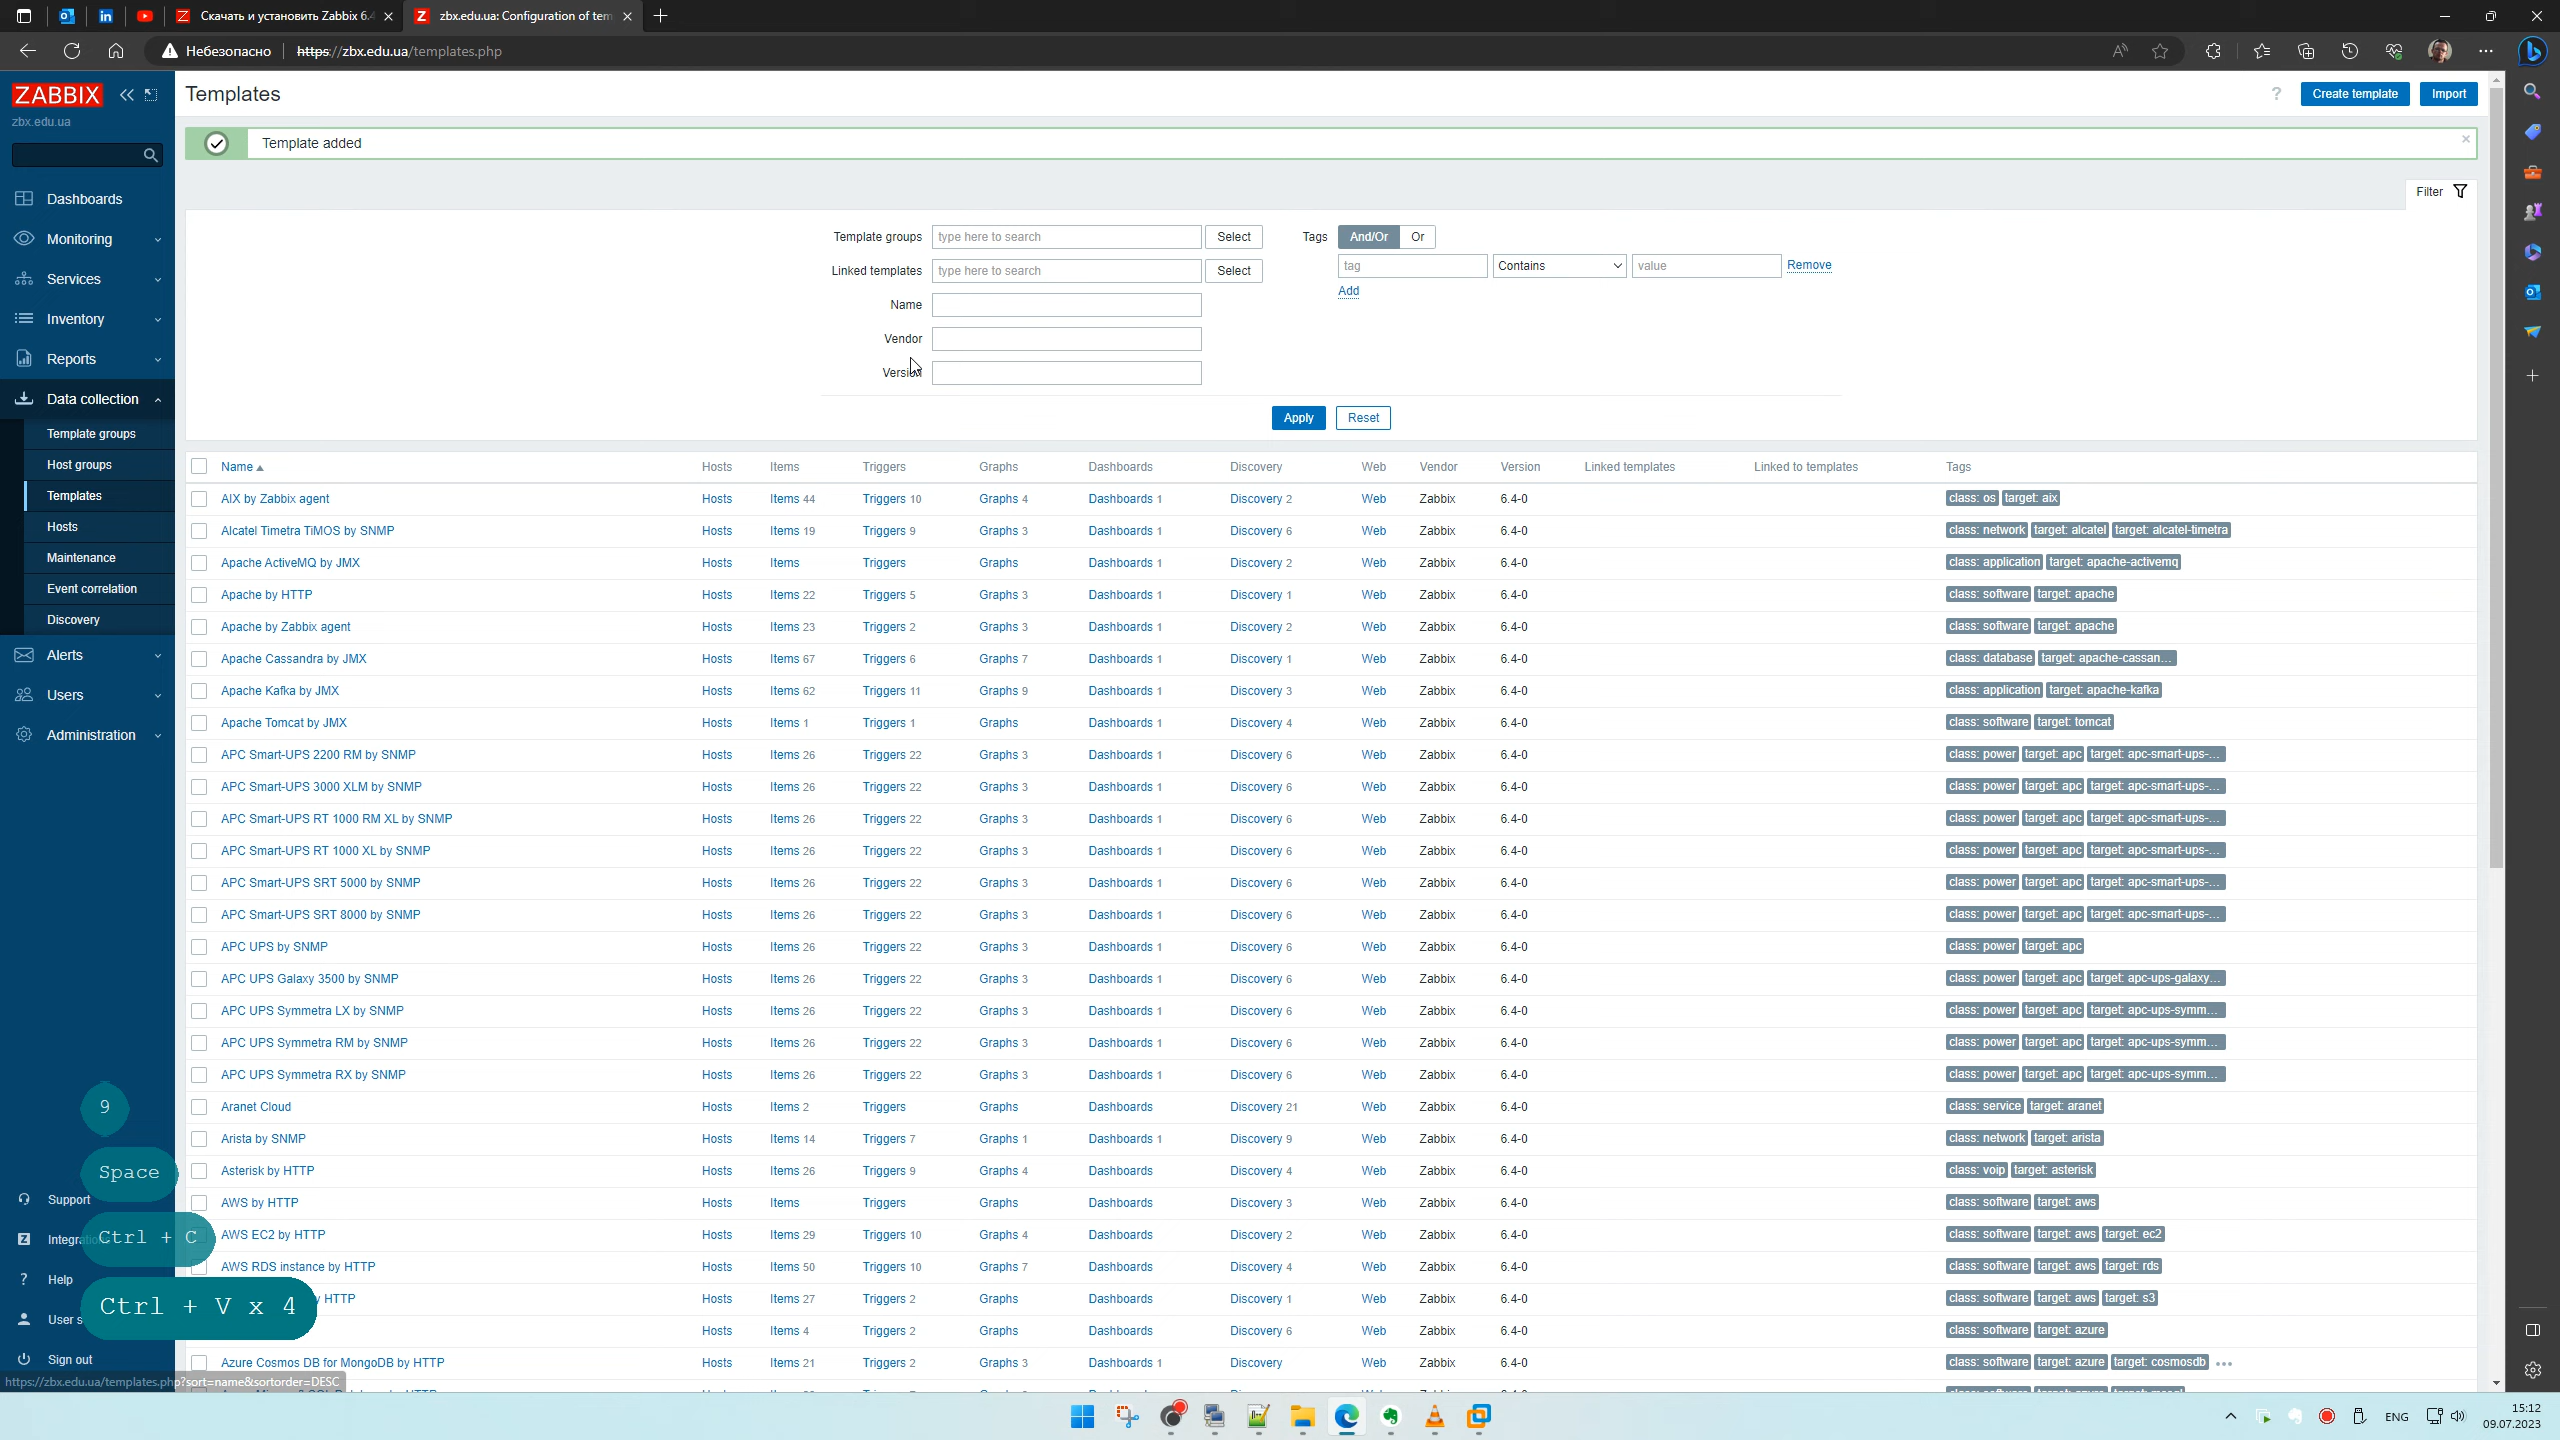 Скачать и установить Zabbix 6.4
zbx.edu.ua: Configuration of tem
Небезопасно https://zbx.edu.ua/templates.php
ZABBIX
zbx.edu.ua
Dashboards
Monitoring
Services
Inventory
Reports
Data collection
Template groups
Host groups
Templates
Hosts
Maintenance
Event correlation
Discovery
Alerts
Users
Administration
9
Space
Support
Ctrl + C
Help
Ctrl + V x 4
User s
Sign out
https://zbx.edu.ua/templates.php?sort=name&sortorder=DESC
Templates
? Create template Import
Template added
Filter
Template groups type here to search Select Tags And/Or Or
Linked templates type here to search Select tag Contains value Remove
Name Add
Vendor
Version
Apply Reset
Name Hosts Items Triggers Graphs Dashboards Discovery Web Vendor Version Linked templates Linked to templates Tags
AIX by Zabbix agent Hosts Items 44 Triggers 10 Graphs 4 Dashboards 1 Discovery 2 Web Zabbix 6.4-0 class: os target: aix
Alcatel Timetra TiMOS by SNMP Hosts Items 19 Triggers 9 Graphs 3 Dashboards 1 Discovery 6 Web Zabbix 6.4-0 class: network target: alcatel target: alcatel-timetra
Apache ActiveMQ by JMX Hosts Items Triggers Graphs Dashboards 1 Discovery 2 Web Zabbix 6.4-0 class: application target: apache-activemq
Apache by HTTP Hosts Items 22 Triggers 5 Graphs 3 Dashboards 1 Discovery 1 Web Zabbix 6.4-0 class: software target: apache
Apache by Zabbix agent Hosts Items 23 Triggers 2 Graphs 3 Dashboards 1 Discovery 2 Web Zabbix 6.4-0 class: software target: apache
Apache Cassandra by JMX Hosts Items 67 Triggers 6 Graphs 7 Dashboards 1 Discovery 1 Web Zabbix 6.4-0 class: database target: apache-cassan...
Apache Kafka by JMX Hosts Items 62 Triggers 11 Graphs 9 Dashboards 1 Discovery 3 Web Zabbix 6.4-0 class: application target: apache-kafka
Apache Tomcat by JMX Hosts Items 1 Triggers 1 Graphs Dashboards 1 Discovery 4 Web Zabbix 6.4-0 class: software target: tomcat
APC Smart-UPS 2200 RM by SNMP Hosts Items 26 Triggers 22 Graphs 3 Dashboards 1 Discovery 6 Web Zabbix 6.4-0 class: power target: apc target: apc-smart-ups-...
APC Smart-UPS 3000 XLM by SNMP Hosts Items 26 Triggers 22 Graphs 3 Dashboards 1 Discovery 6 Web Zabbix 6.4-0 class: power target: apc target: apc-smart-ups-...
APC Smart-UPS RT 1000 RM XL by SNMP Hosts Items 26 Triggers 22 Graphs 3 Dashboards 1 Discovery 6 Web Zabbix 6.4-0 class: power target: apc target: apc-smart-ups-...
APC Smart-UPS RT 1000 XL by SNMP Hosts Items 26 Triggers 22 Graphs 3 Dashboards 1 Discovery 6 Web Zabbix 6.4-0 class: power target: apc target: apc-smart-ups-...
APC Smart-UPS SRT 5000 by SNMP Hosts Items 26 Triggers 22 Graphs 3 Dashboards 1 Discovery 6 Web Zabbix 6.4-0 class: power target: apc target: apc-smart-ups-...
APC Smart-UPS SRT 8000 by SNMP Hosts Items 26 Triggers 22 Graphs 3 Dashboards 1 Discovery 6 Web Zabbix 6.4-0 class: power target: apc target: apc-smart-ups-...
APC UPS by SNMP Hosts Items 26 Triggers 22 Graphs 3 Dashboards 1 Discovery 6 Web Zabbix 6.4-0 class: power target: apc
APC UPS Galaxy 3500 by SNMP Hosts Items 26 Triggers 22 Graphs 3 Dashboards 1 Discovery 6 Web Zabbix 6.4-0 class: power target: apc target: apc-ups-galaxy...
APC UPS Symmetra LX by SNMP Hosts Items 26 Triggers 22 Graphs 3 Dashboards 1 Discovery 6 Web Zabbix 6.4-0 class: power target: apc target: apc-ups-symm...
APC UPS Symmetra RM by SNMP Hosts Items 26 Triggers 22 Graphs 3 Dashboards 1 Discovery 6 Web Zabbix 6.4-0 class: power target: apc target: apc-ups-symm...
APC UPS Symmetra RX by SNMP Hosts Items 26 Triggers 22 Graphs 3 Dashboards 1 Discovery 6 Web Zabbix 6.4-0 class: power target: apc target: apc-ups-symm...
Aranet Cloud Hosts Items 2 Triggers Graphs Dashboards Discovery 21 Web Zabbix 6.4-0 class: service target: aranet
Arista by SNMP Hosts Items 14 Triggers 7 Graphs 1 Dashboards 1 Discovery 9 Web Zabbix 6.4-0 class: network target: arista
Asterisk by HTTP Hosts Items 26 Triggers 9 Graphs 4 Dashboards Discovery 4 Web Zabbix 6.4-0 class: voip target: asterisk
AWS by HTTP Hosts Items Triggers Graphs Dashboards Discovery 3 Web Zabbix 6.4-0 class: software target: aws
AWS EC2 by HTTP Hosts Items 29 Triggers 10 Graphs 4 Dashboards Discovery 2 Web Zabbix 6.4-0 class: software target: aws target: ec2
AWS RDS instance by HTTP Hosts Items 50 Triggers 10 Graphs 7 Dashboards Discovery 4 Web Zabbix 6.4-0 class: software target: aws target: rds
HTTP Hosts Items 27 Triggers 2 Graphs Dashboards Discovery 1 Web Zabbix 6.4-0 class: software target: aws target: s3
Hosts Items 4 Triggers 2 Graphs Dashboards Discovery 6 Web Zabbix 6.4-0 class: software target: azure
Azure Cosmos DB for MongoDB by HTTP Hosts Items 21 Triggers 2 Graphs 3 Dashboards 1 Discovery Web Zabbix 6.4-0 class: software target: azure target: cosmosdb •••
ENG 15:12
09.07.2023